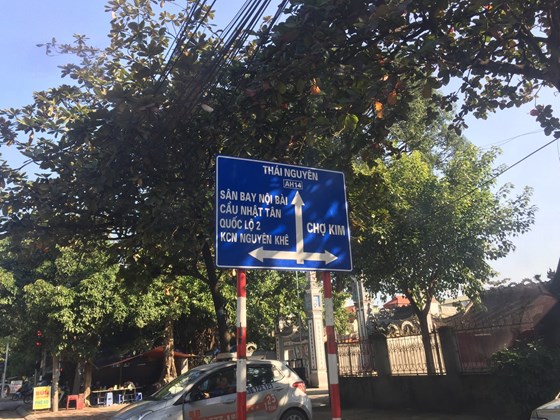 THÁI NGUYÊN
AH14
SÂN BAY NỘI BÀI
CẦU NHẬT TÂN
QUỐC LỘ 2
KCN NGUYÊN KHÊ
CHỢ KIM